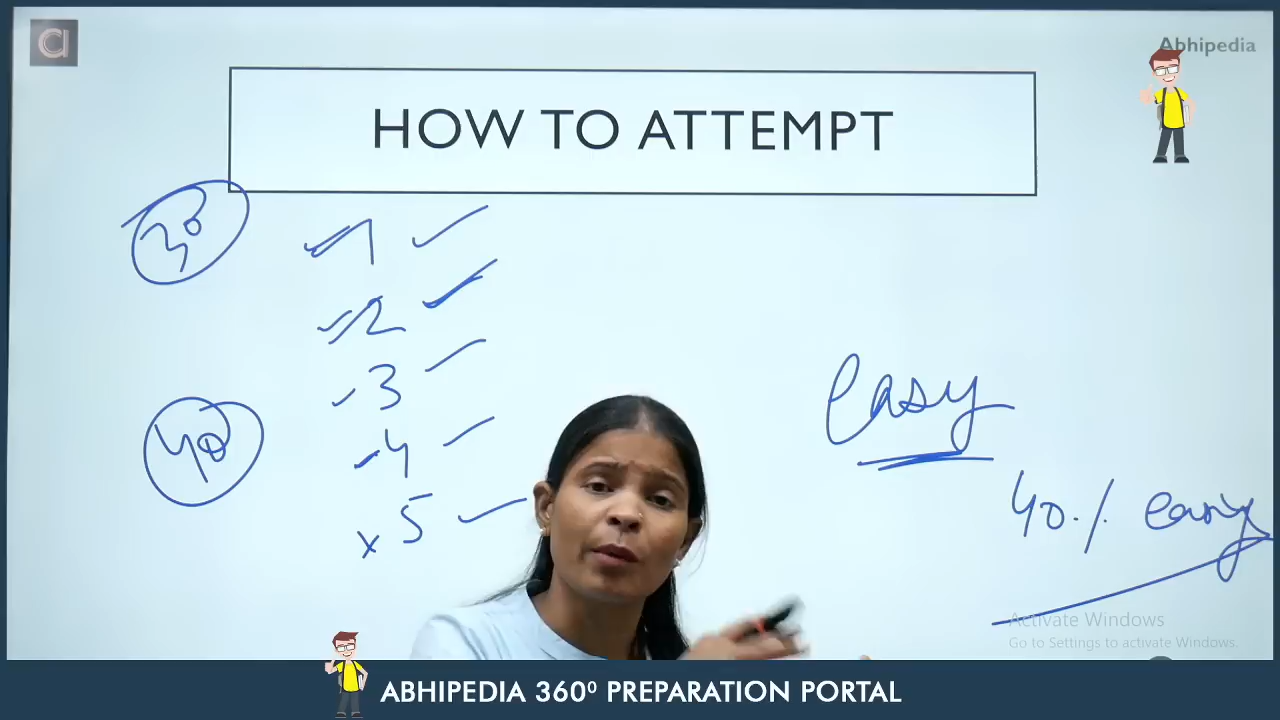 CI
Abhipedia
HOW TO ATTEMPT
30
- 1 ✓
- 2 ✓
- 3 ✓
40
- 4 ✓
x 5 ✓
easy
40% easy
Activate Windows
Go to Settings to activate Windows.
ABHIPEDIA 360⁰ PREPARATION PORTAL